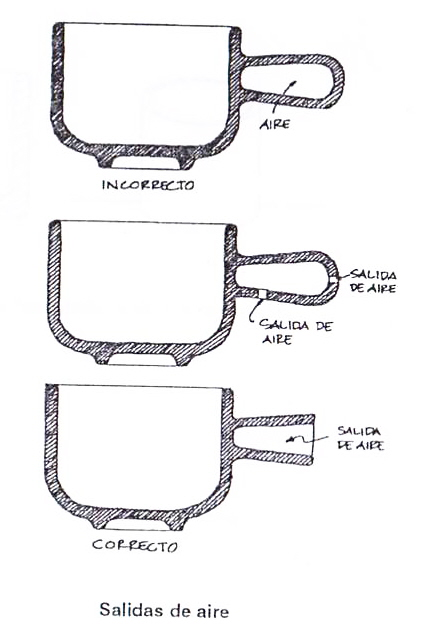 AIRE
INCORRECTO
SALIDA
DE AIRE
SALIDA DE
AIRE
SALIDA
DE AIRE
CORRECTO
Salidas de aire